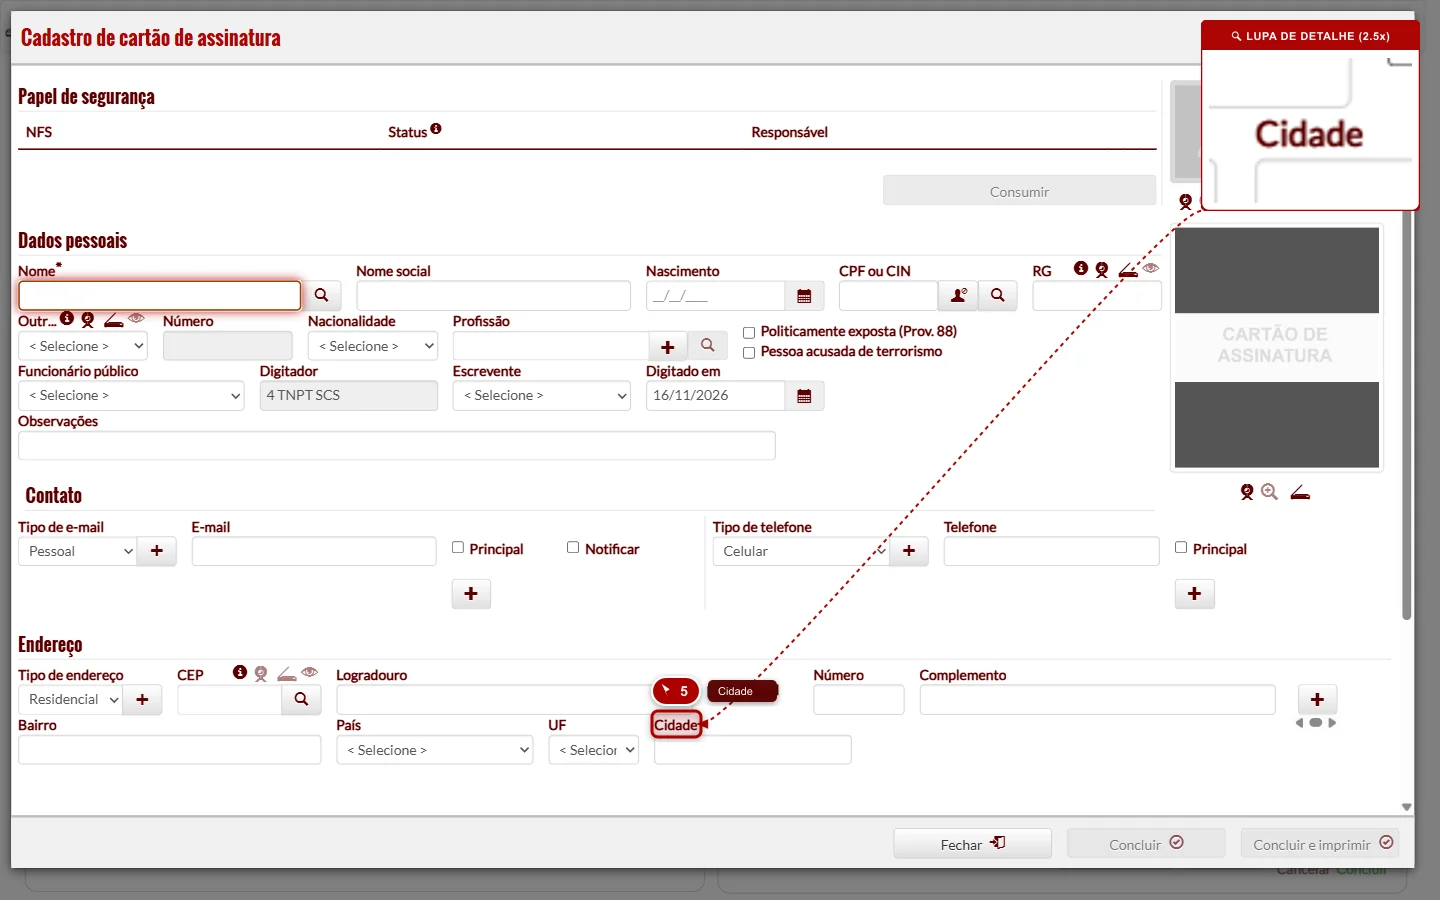 Cadastro de cartão de assinatura
LUPA DE DETALHE (2.5x)
Cidade
Papel de segurança
NFS Status Responsável
Consumir
Dados pessoais
Nome* Nome social Nascimento CPF ou CIN RG
__/__/____
Outr... Número Nacionalidade Profissão
< Selecione > < Selecione >
Politicamente exposta (Prov. 88)
Pessoa acusada de terrorismo
CARTÃO DE
ASSINATURA
Funcionário público Digitador Escrevente Digitado em
< Selecione > 4 TNPT SCS < Selecione > 16/11/2026
Observações
Contato
Tipo de e-mail E-mail Tipo de telefone Telefone
Pessoal Principal Notificar Celular Principal
Endereço
Tipo de endereço CEP Logradouro Número Complemento
Residencial 5 Cidade
Bairro País UF Cidade
< Selecione > < Selecior
Fechar Concluir Concluir e imprimir
Cancelar Concluir